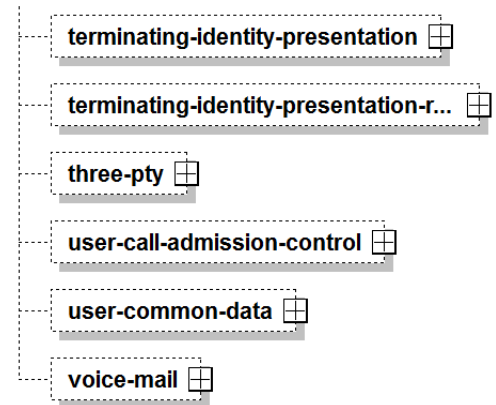 terminating-identity-presentation
terminating-identity-presentation-r...
three-pty
user-call-admission-control
user-common-data
voice-mail